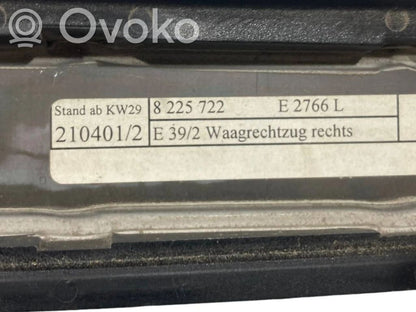 Ovoko
Stand ab KW29 8 225 722 E 2766 L
210401/2 E 39/2 Waagrechtzug rechts